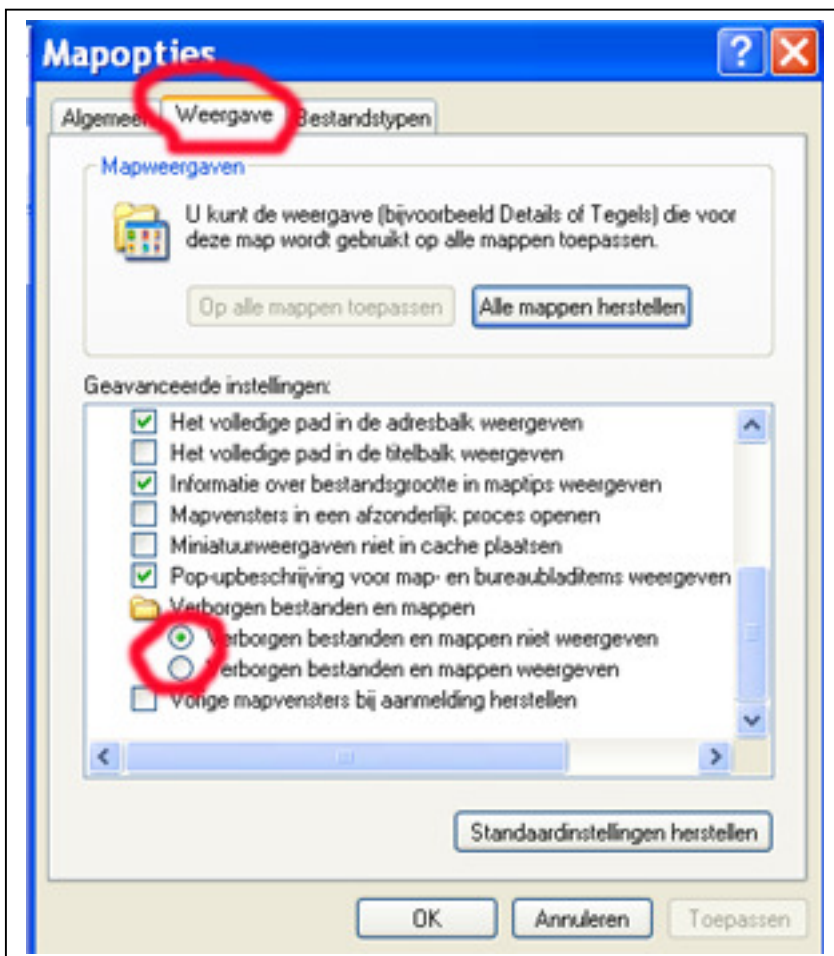 Mapopties
Algemeen Weergave Bestandstypen
Mapweergaven
U kunt de weergave (bijvoorbeeld Details of Tegels) die voor
deze map wordt gebruikt op alle mappen toepassen.
Op alle mappen toepassen Alle mappen herstellen
Geavanceerde instellingen:
Het volledige pad in de adresbalk weergeven
Het volledige pad in de titelbalk weergeven
Informatie over bestandsgrootte in maptips weergeven
Mapvensters in een afzonderlijk proces openen
Miniatuurweergaven niet in cache plaatsen
Pop-upbeschrijving voor map- en bureaubladitems weergeven
Verborgen bestanden en mappen
Verborgen bestanden en mappen niet weergeven
Verborgen bestanden en mappen weergeven
Vorige mapvensters bij aanmelding herstellen
Standaardinstellingen herstellen
OK Annuleren Toepassen